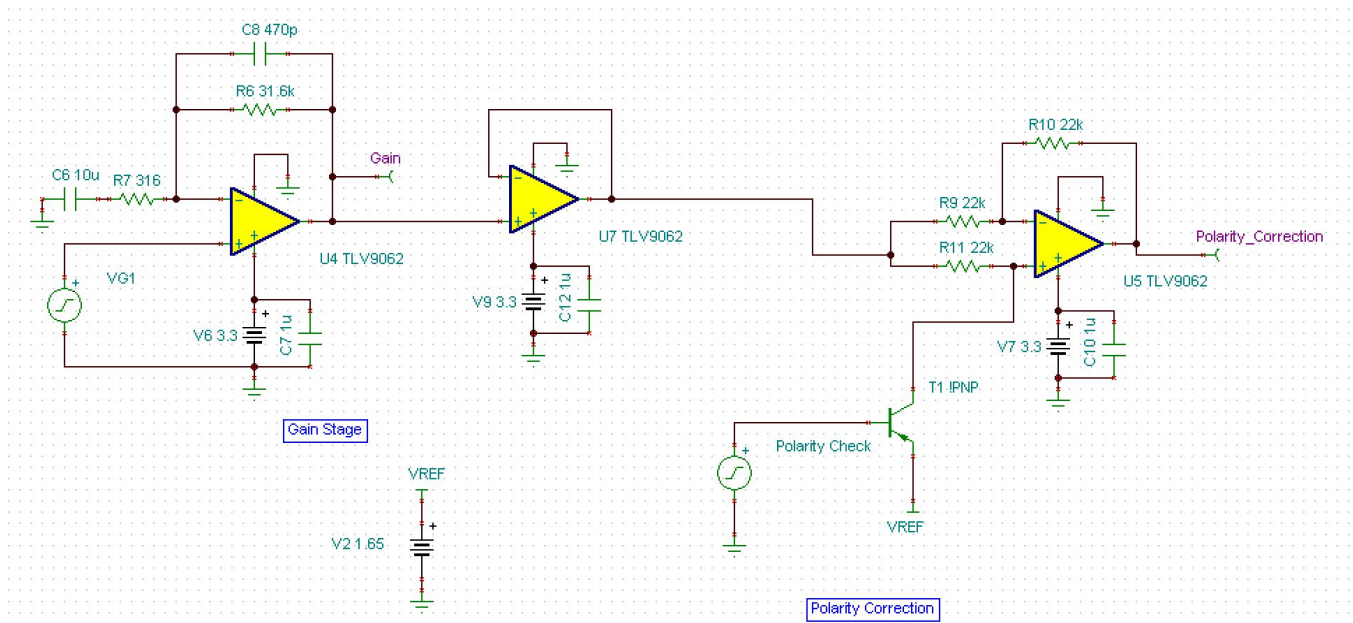 C8 470p
R6 31.6k
Gain
C6 10u
R7 316
U4 TLV9062
VG1
V6 3.3
C7 1u
Gain Stage
U7 TLV9062
V9 3.3
C12 1u
R10 22k
R9 22k
R11 22k
Polarity_Correction
U5 TLV9062
V7 3.3
C10 1u
T1 !PNP
Polarity Check
VREF
VREF
V2 1.65
Polarity Correction